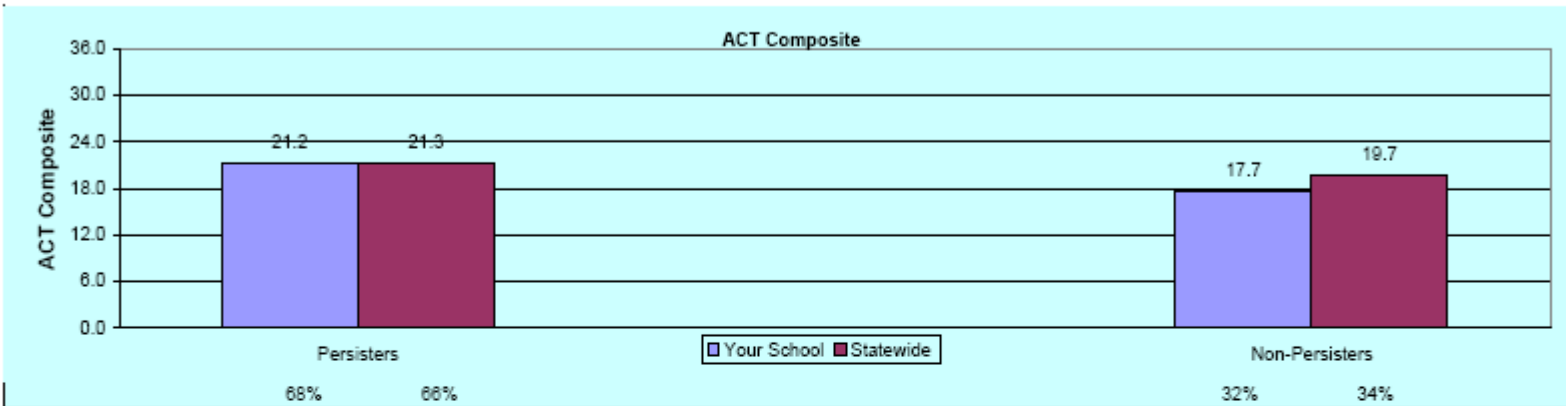 ACT Composite
36.0
30.0
24.0
18.0
12.0
6.0
0.0
ACT Composite
21.2 21.3
17.7 19.7
Persisters
Your School Statewide
Non-Persisters
68% 66% 32% 34%